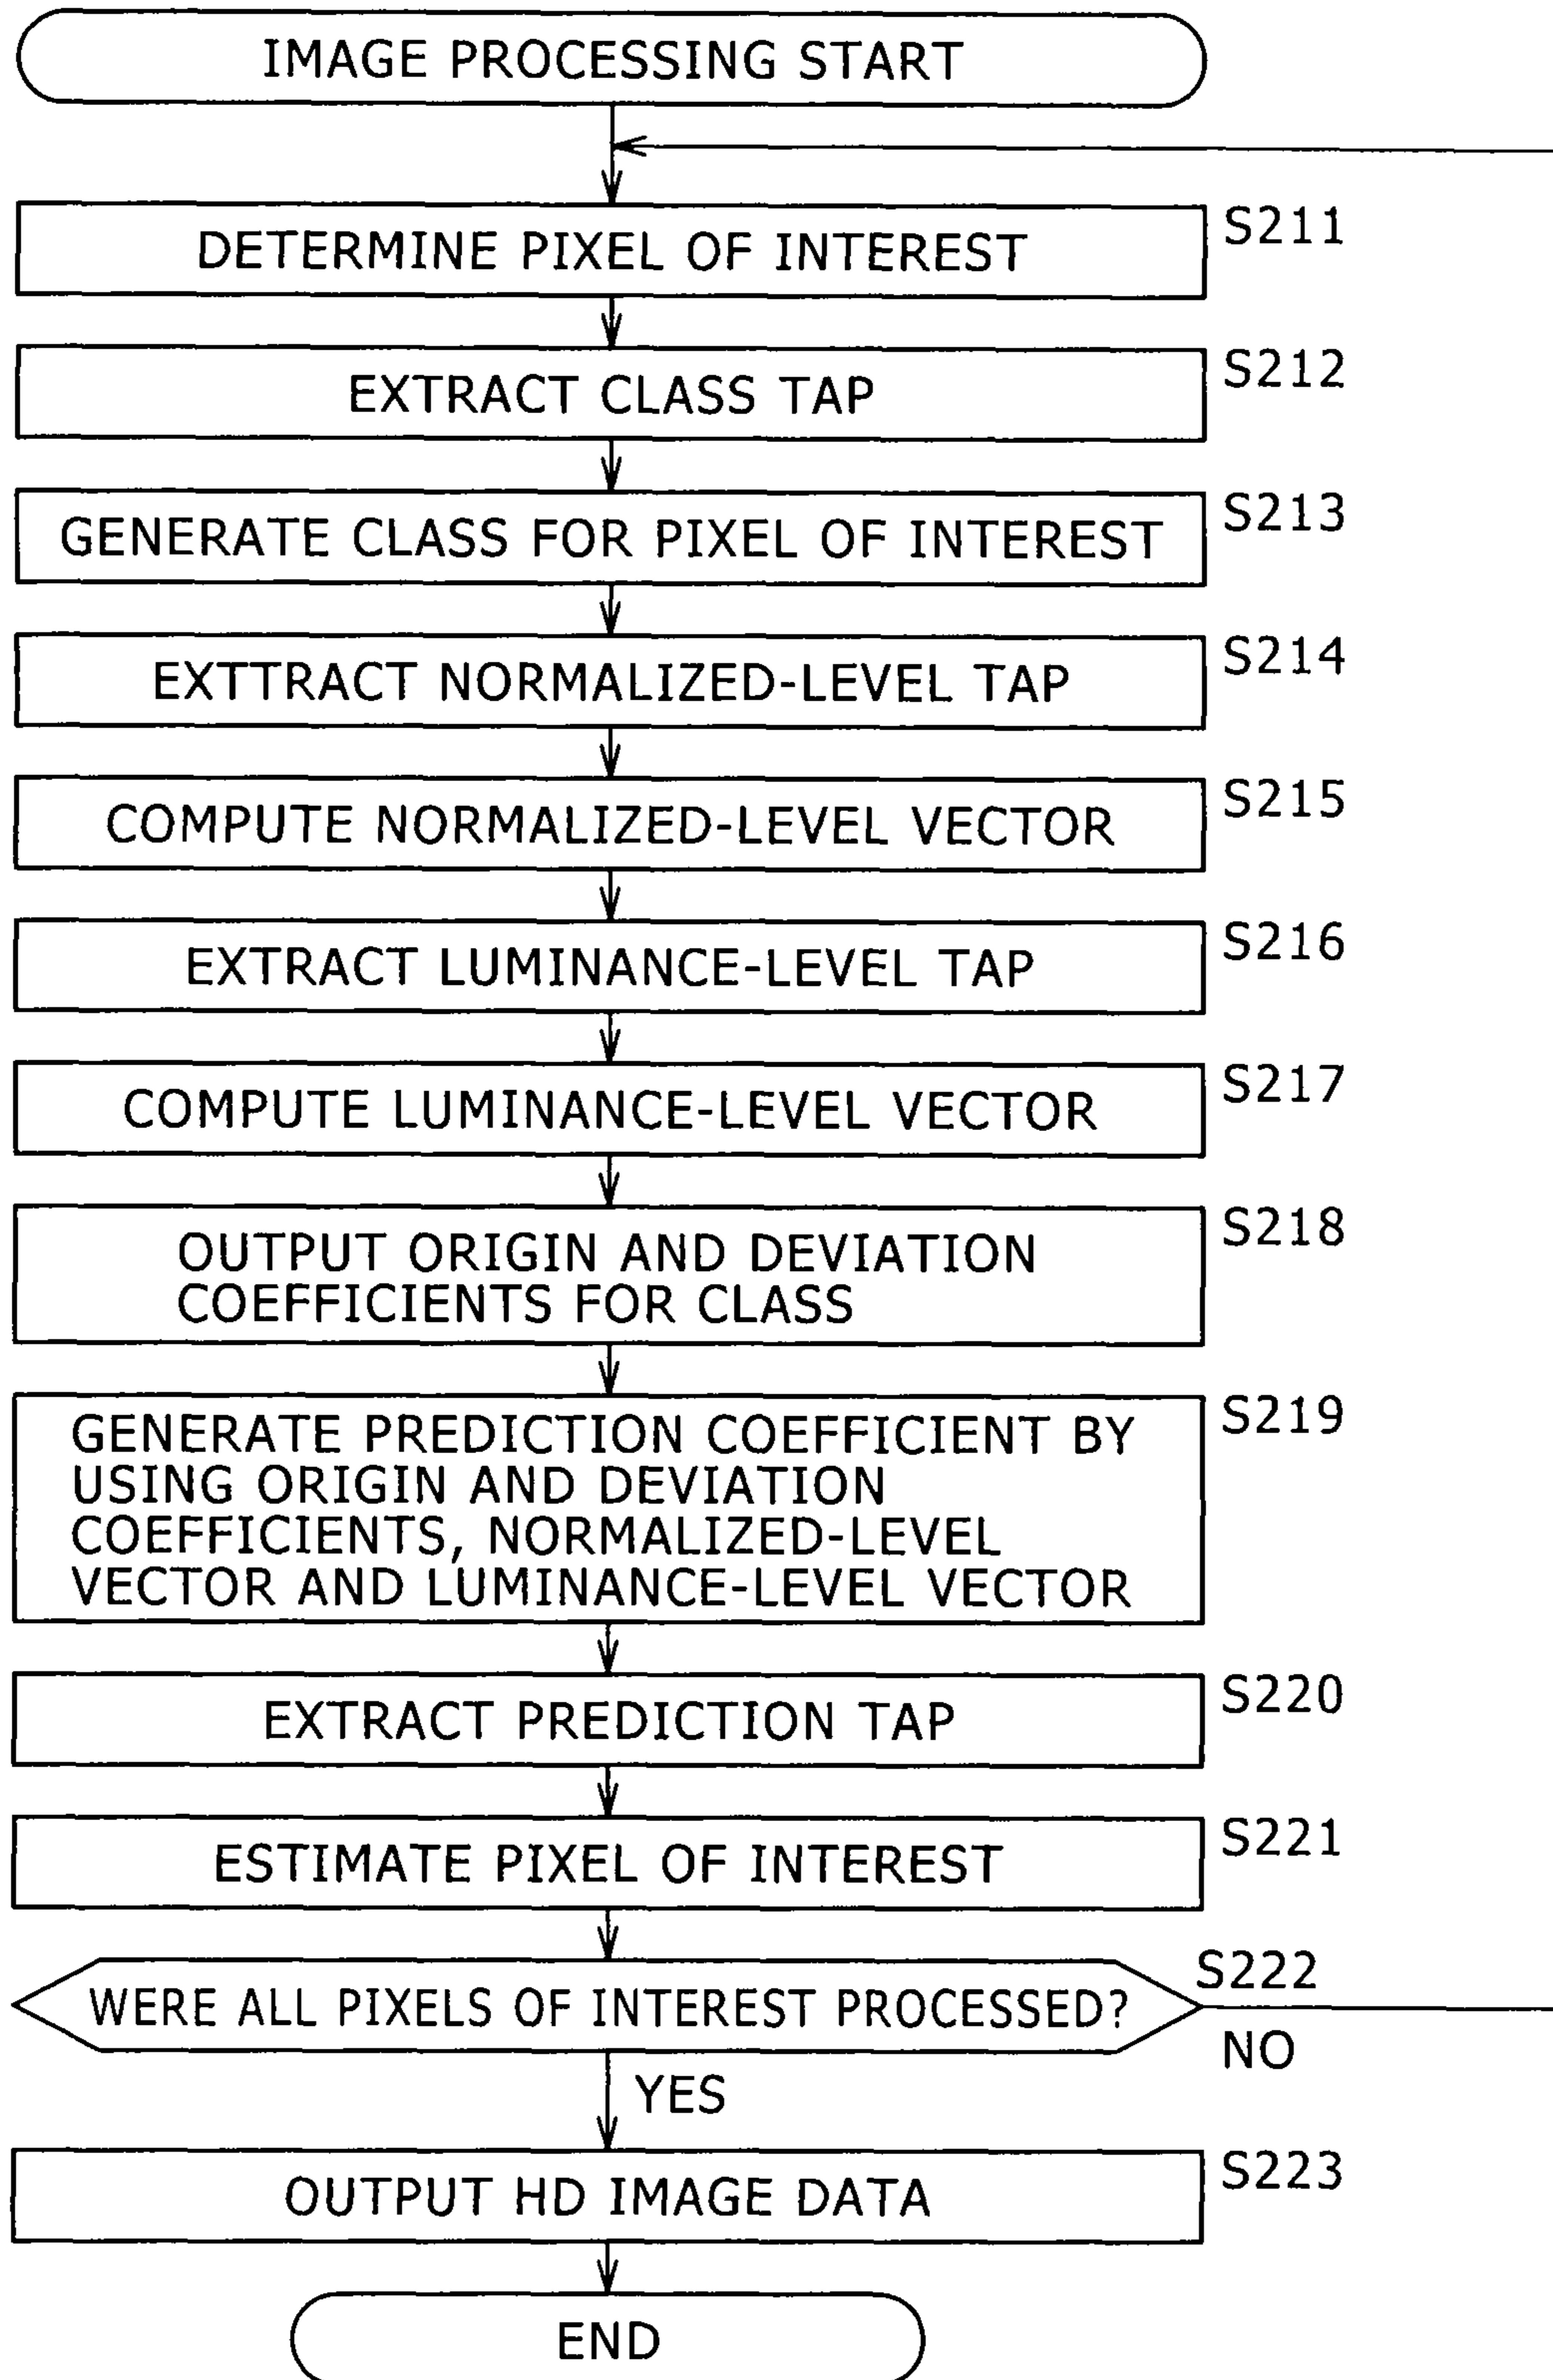 IMAGE PROCESSING START
DETERMINE PIXEL OF INTEREST
S211
EXTRACT CLASS TAP
S212
GENERATE CLASS FOR PIXEL OF INTEREST
S213
EXTTRACT NORMALIZED-LEVEL TAP
S214
COMPUTE NORMALIZED-LEVEL VECTOR
S215
EXTRACT LUMINANCE-LEVEL TAP
S216
COMPUTE LUMINANCE-LEVEL VECTOR
S217
OUTPUT ORIGIN AND DEVIATION
COEFFICIENTS FOR CLASS
S218
GENERATE PREDICTION COEFFICIENT BY
USING ORIGIN AND DEVIATION
COEFFICIENTS, NORMALIZED-LEVEL
VECTOR AND LUMINANCE-LEVEL VECTOR
S219
EXTRACT PREDICTION TAP
S220
ESTIMATE PIXEL OF INTEREST
S221
WERE ALL PIXELS OF INTEREST PROCESSED?
S222
NO
YES
OUTPUT HD IMAGE DATA
S223
END